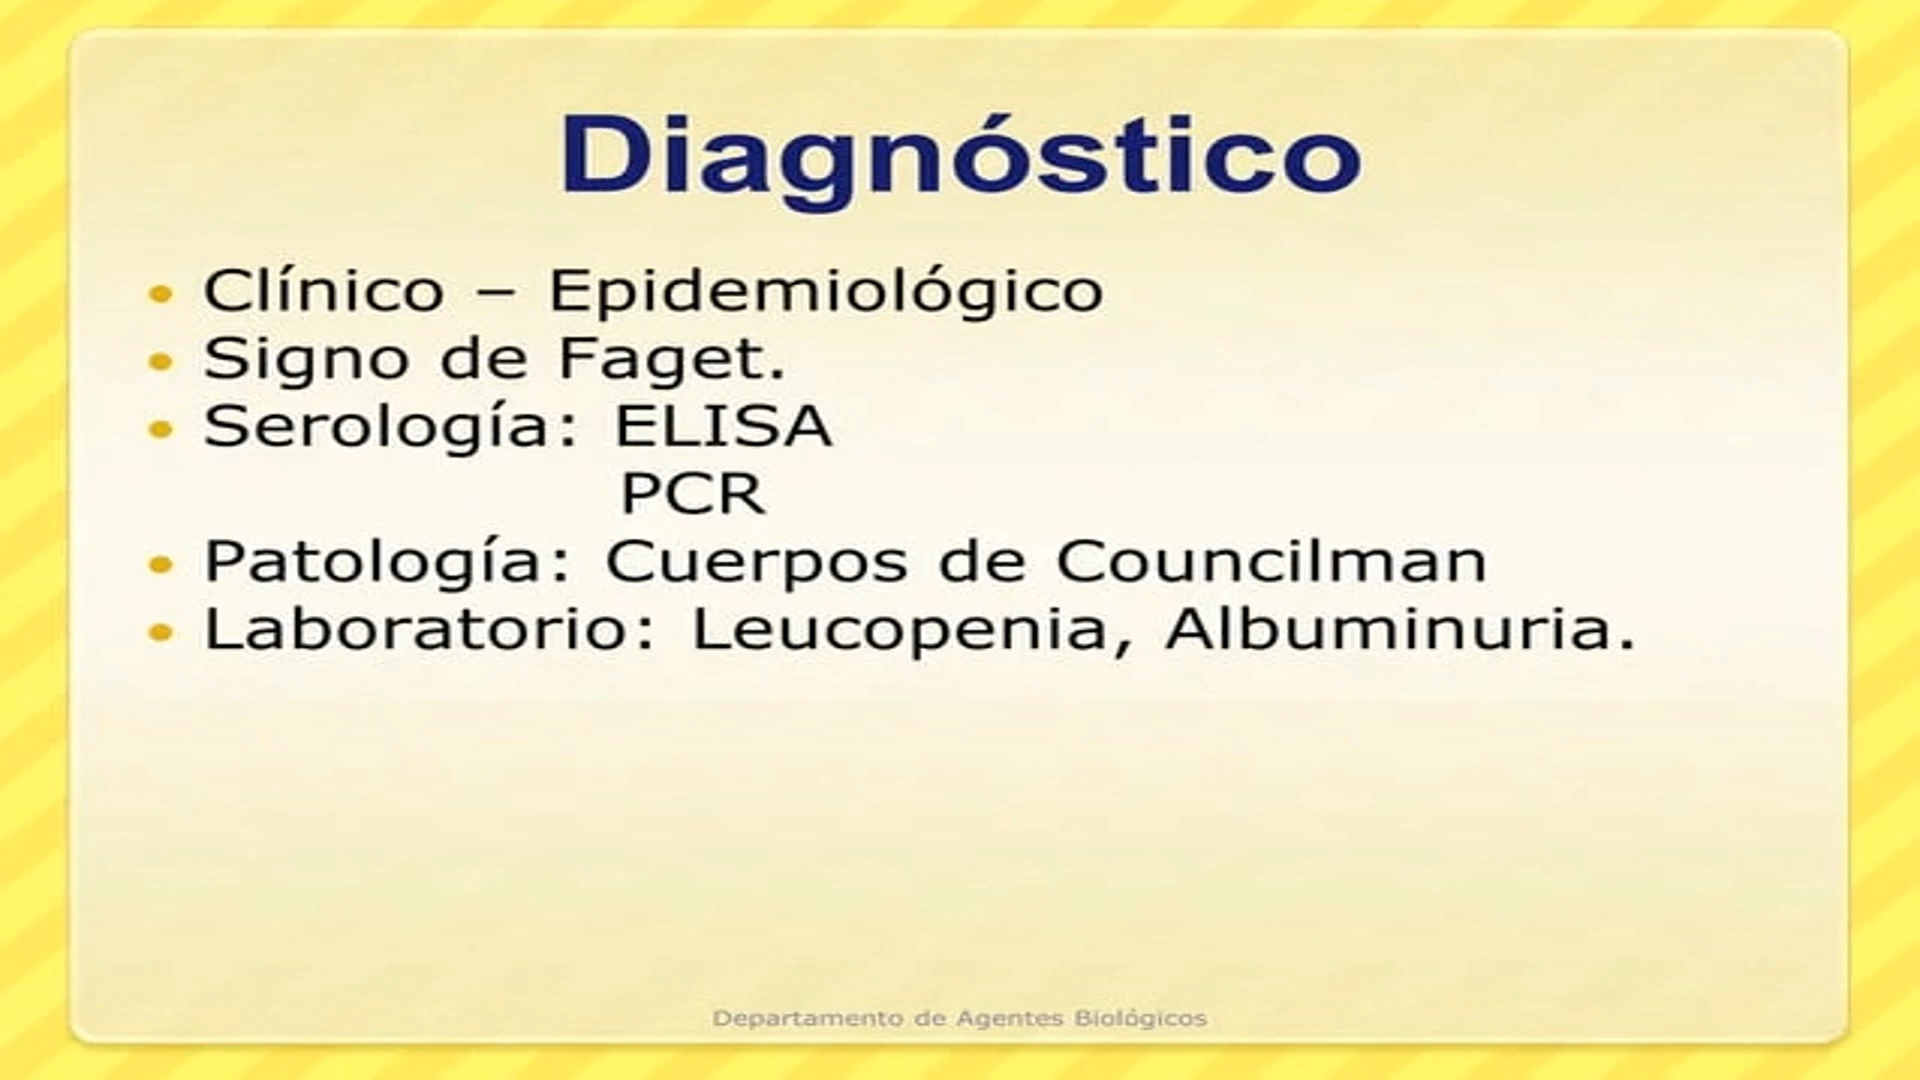 Diagnóstico
• Clínico – Epidemiológico
• Signo de Faget.
• Serología: ELISA
PCR
• Patología: Cuerpos de Councilman
• Laboratorio: Leucopenia, Albuminuria.
Departamento de Agentes Biológicos